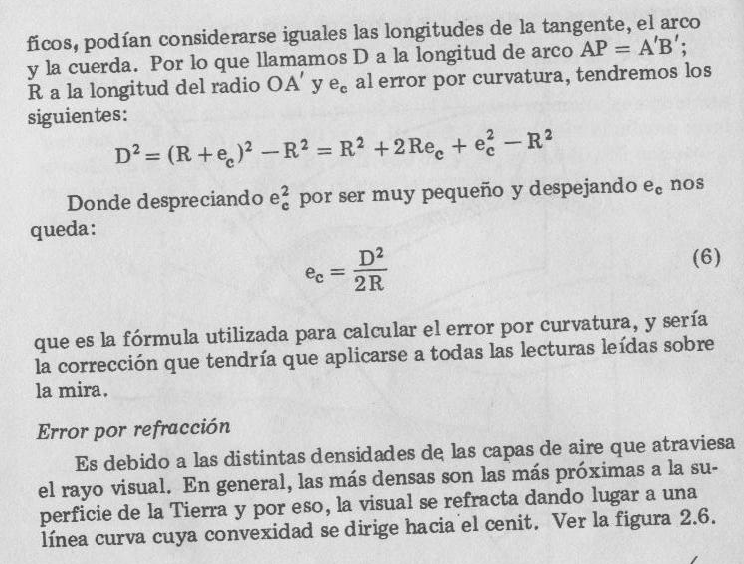 ficos, podían considerarse iguales las longitudes de la tangente, el arco
y la cuerda. Por lo que llamamos D a la longitud de arco AP = A′B′;
R a la longitud del radio OA′ y e_c al error por curvatura, tendremos los
siguientes:
D² = (R + e_c)² − R² = R² + 2Re_c + e_c² − R²
Donde despreciando e_c² por ser muy pequeño y despejando e_c nos
queda:
e_c = D²/2R (6)
que es la fórmula utilizada para calcular el error por curvatura, y sería
la corrección que tendría que aplicarse a todas las lecturas leídas sobre
la mira.
Error por refracción
Es debido a las distintas densidades de las capas de aire que atraviesa
el rayo visual. En general, las más densas son las más próximas a la su-
perficie de la Tierra y por eso, la visual se refracta dando lugar a una
línea curva cuya convexidad se dirige hacia el cenit. Ver la figura 2.6.